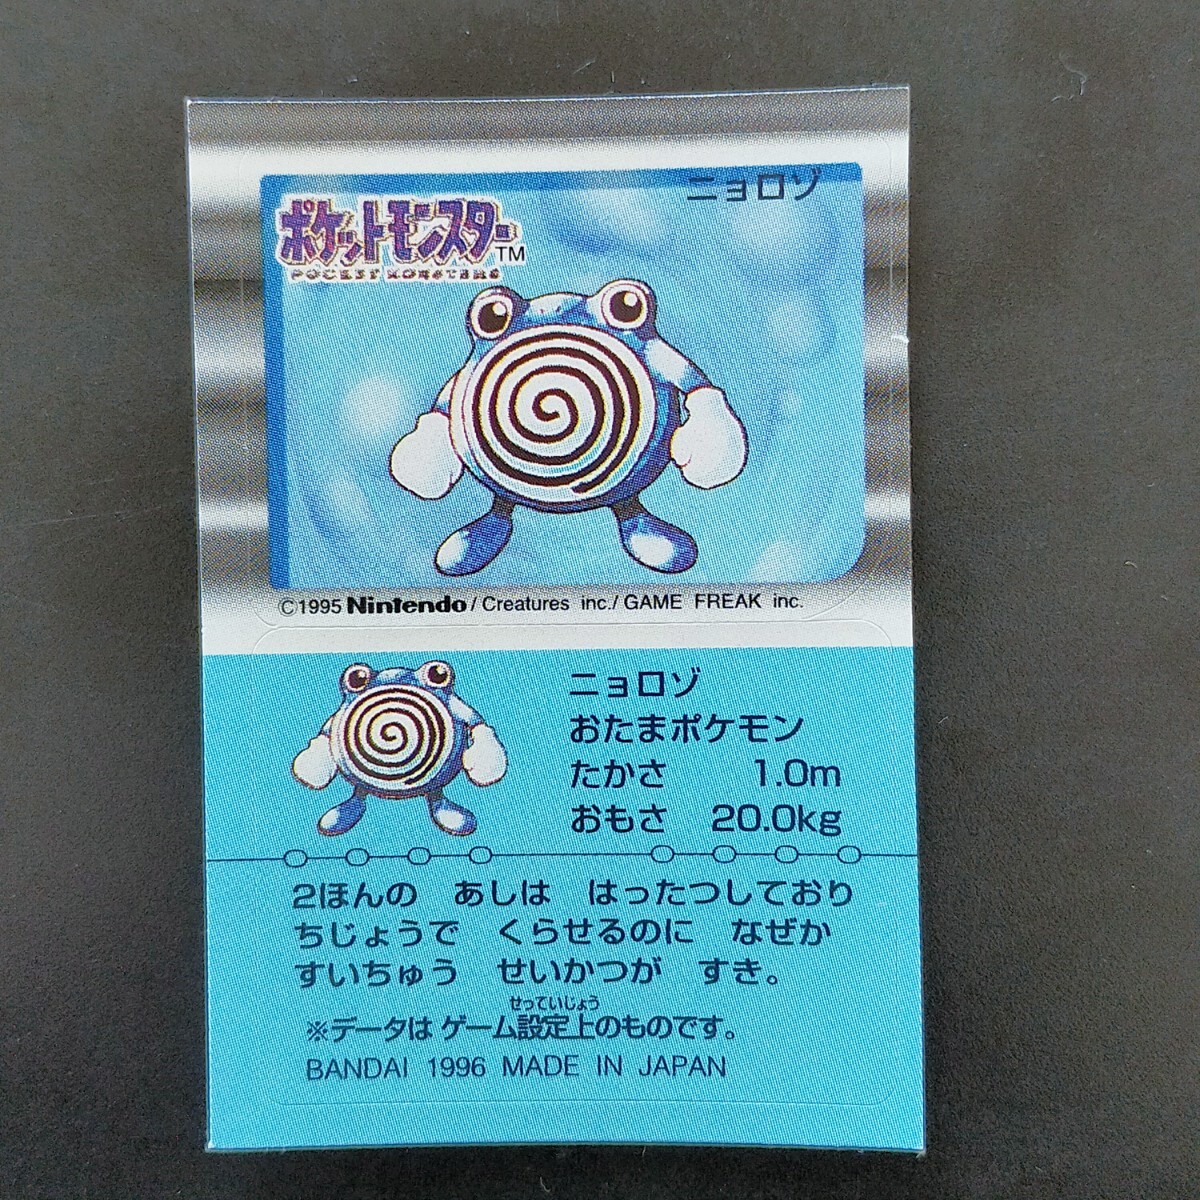 ニョロゾ
ポケットモンスター TM
POCKET MONSTERS
©1995 Nintendo / Creatures inc./ GAME FREAK inc.
ニョロゾ
おたまポケモン
たかさ 1.0m
おもさ 20.0kg
2ほんの あしは はったつしており
ちじょうで くらせるのに なぜか
すいちゅう せいかつが すき。
せっていじょう
※データは ゲーム設定上のものです。
BANDAI 1996 MADE IN JAPAN